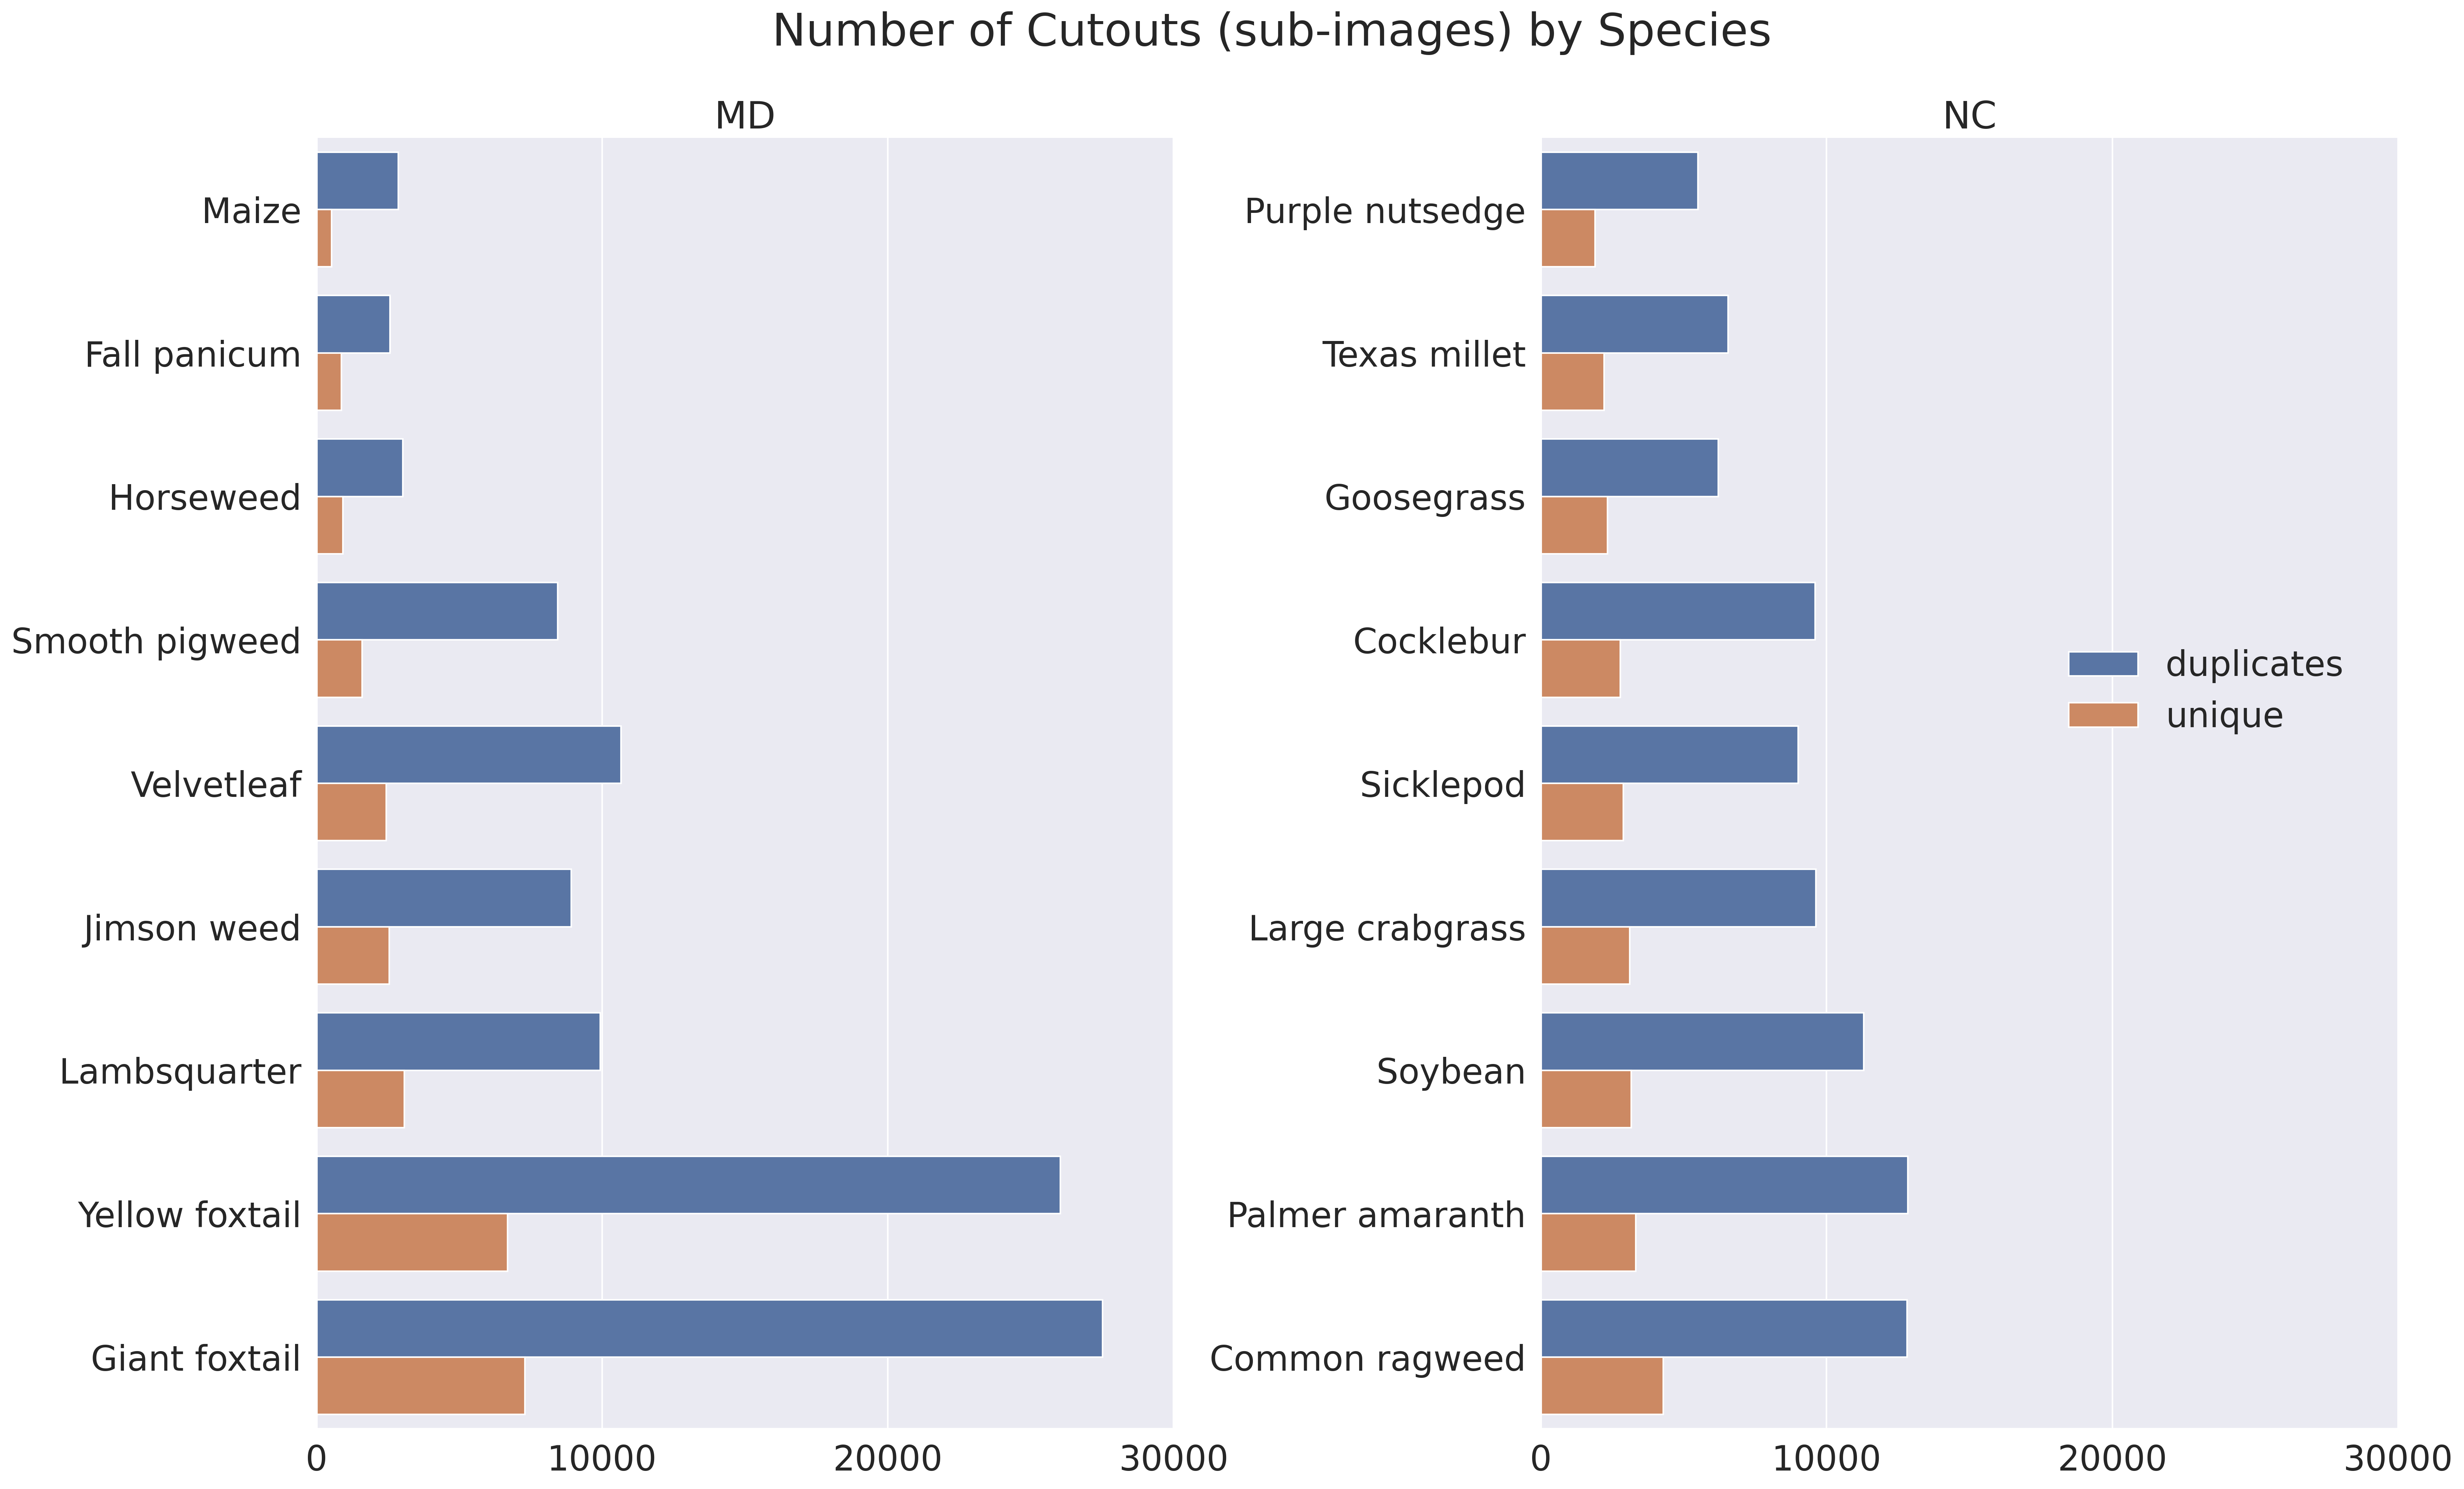 Number of Cutouts (sub-images) by Species
MD
Maize
Fall panicum
Horseweed
Smooth pigweed
Velvetleaf
Jimson weed
Lambsquarter
Yellow foxtail
Giant foxtail
0 10000 20000 30000
NC
Purple nutsedge
Texas millet
Goosegrass
Cocklebur
Sicklepod
Large crabgrass
Soybean
Palmer amaranth
Common ragweed
0 10000 20000 30000
duplicates
unique